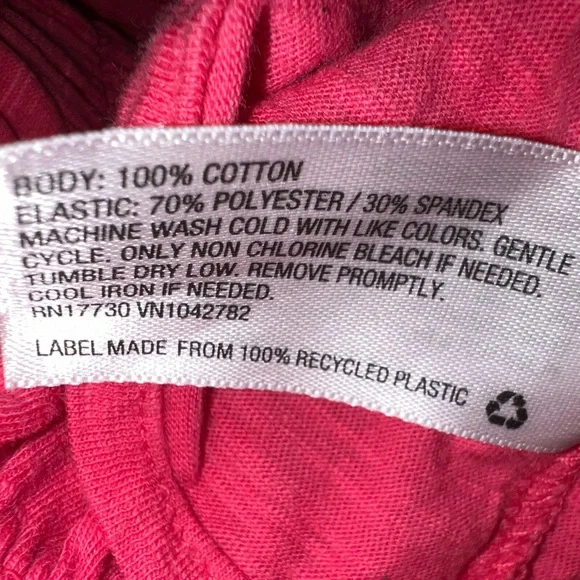 BODY: 100% COTTON
ELASTIC: 70% POLYESTER / 30% SPANDEX
MACHINE WASH COLD WITH LIKE COLORS. GENTLE
CYCLE. ONLY NON CHLORINE BLEACH IF NEEDED.
TUMBLE DRY LOW. REMOVE PROMPTLY.
COOL IRON IF NEEDED.
RN17730 VN1042782
LABEL MADE FROM 100% RECYCLED PLASTIC